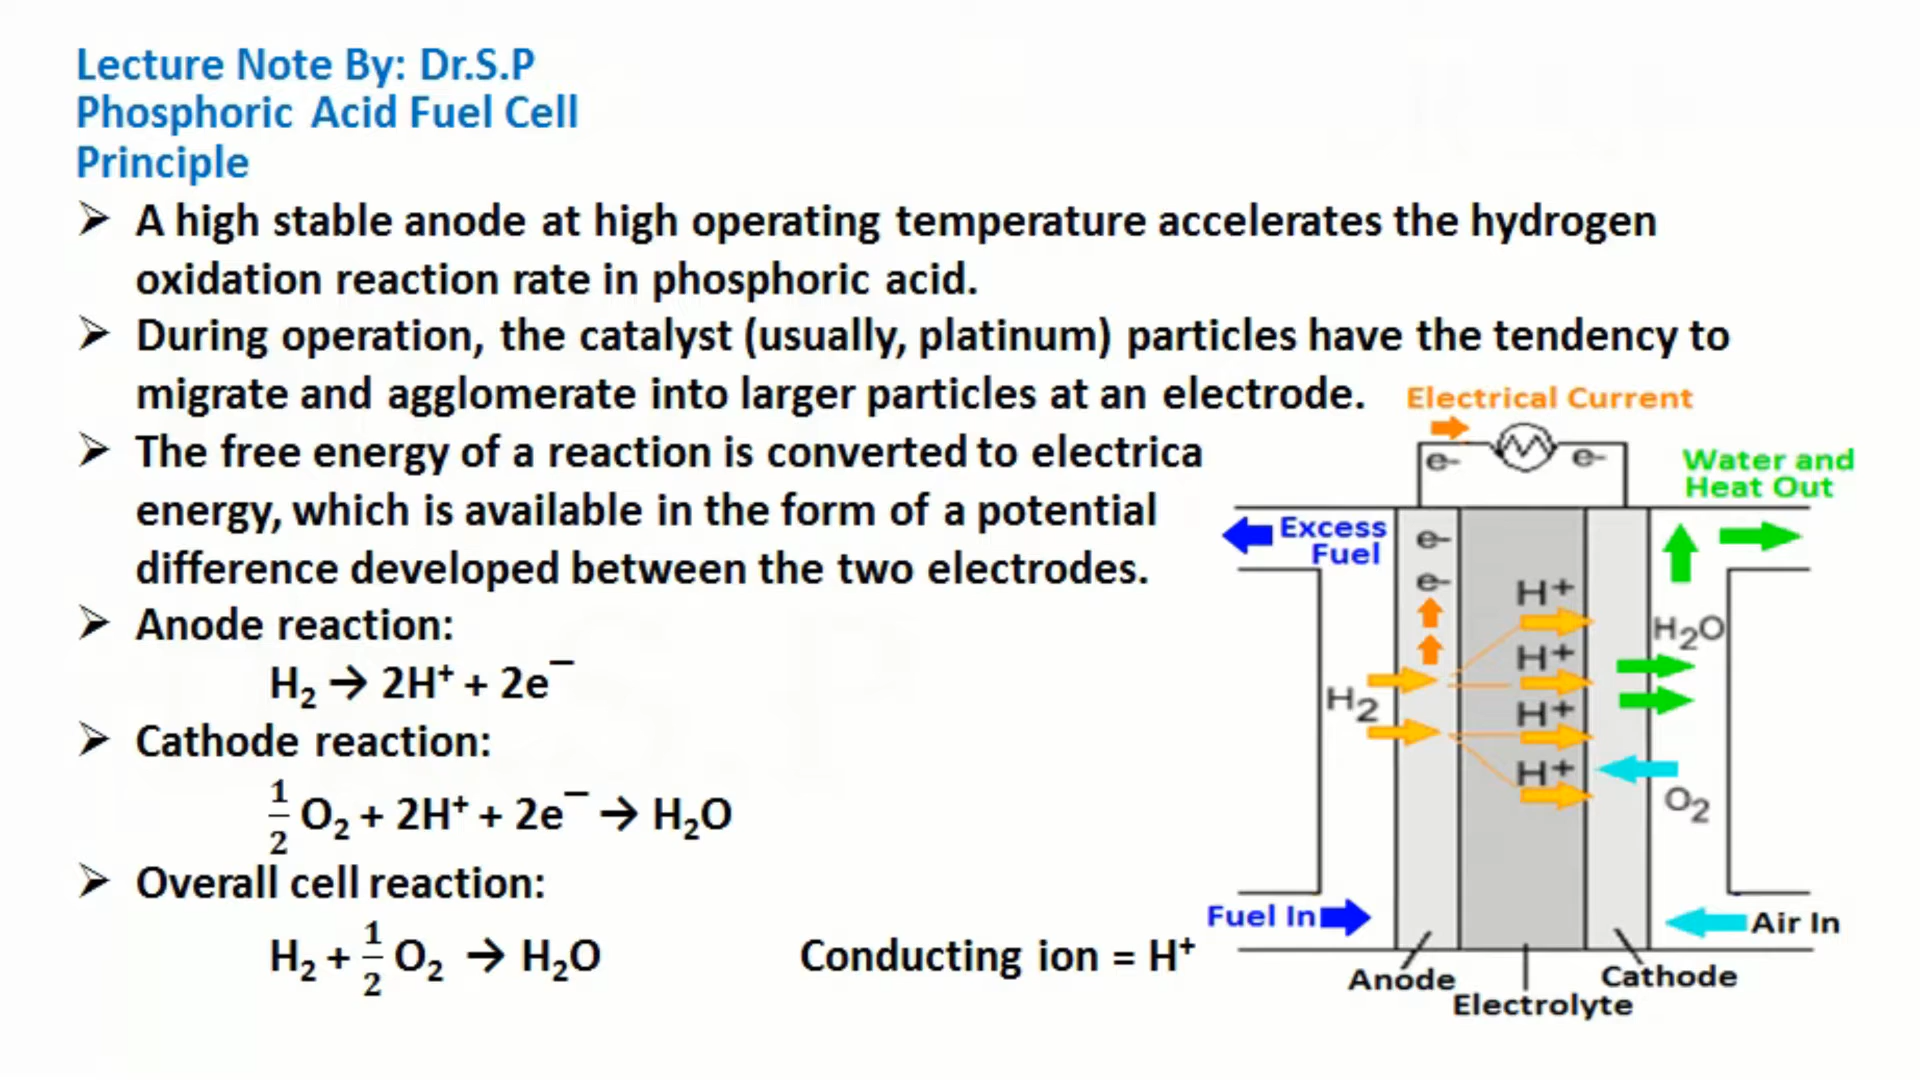 Lecture Note By: Dr.S.P
Phosphoric Acid Fuel Cell
Principle
➢ A high stable anode at high operating temperature accelerates the hydrogen
oxidation reaction rate in phosphoric acid.
➢ During operation, the catalyst (usually, platinum) particles have the tendency to
migrate and agglomerate into larger particles at an electrode.
➢ The free energy of a reaction is converted to electrica
energy, which is available in the form of a potential
difference developed between the two electrodes.
➢ Anode reaction:
H₂ → 2H⁺ + 2e⁻
➢ Cathode reaction:
1/2 O₂ + 2H⁺ + 2e⁻ → H₂O
➢ Overall cell reaction:
H₂ + 1/2 O₂ → H₂O
Conducting ion = H⁺
Electrical Current
e-
e-
Water and
Heat Out
Excess
Fuel
e-
e-
H+
H₂O
H+
H₂
H+
H+
O₂
Fuel In
Air In
Anode
Cathode
Electrolyte